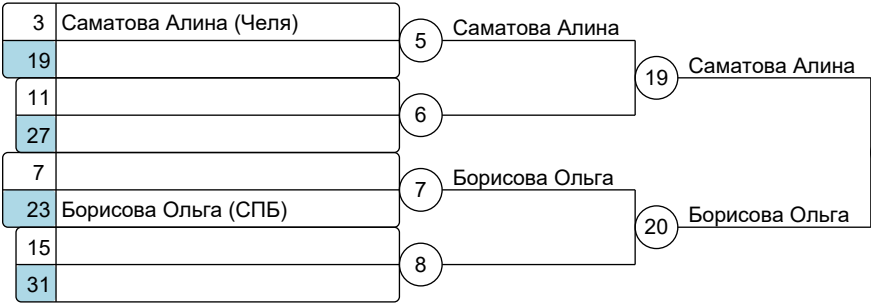 3 Саматова Алина (Челя)
5 Саматова Алина
19
19 Саматова Алина
11
6
27
7
7 Борисова Ольга
23 Борисова Ольга (СПБ)
20 Борисова Ольга
15
8
31